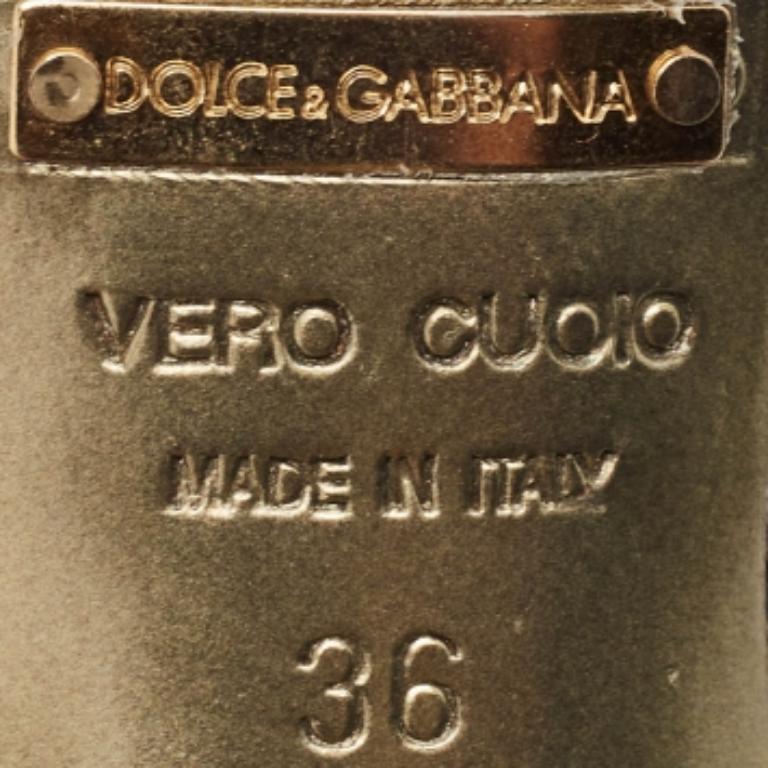 DOLCE&GABBANA
VERO CUOIO
MADE IN ITALY
36